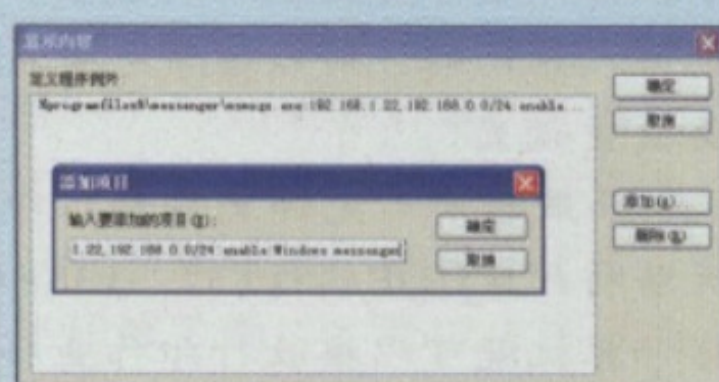 显示内容
定义程序例外:
%programfiles%\messenger\msmsgs.exe:192.168.1.22,192.168.0.0/24:enable...
确定
取消
添加项目
输入要添加的项目(I):
1.22,192.168.0.0/24:enable:Windows messenger
确定
取消
添加(A)...
删除(R)